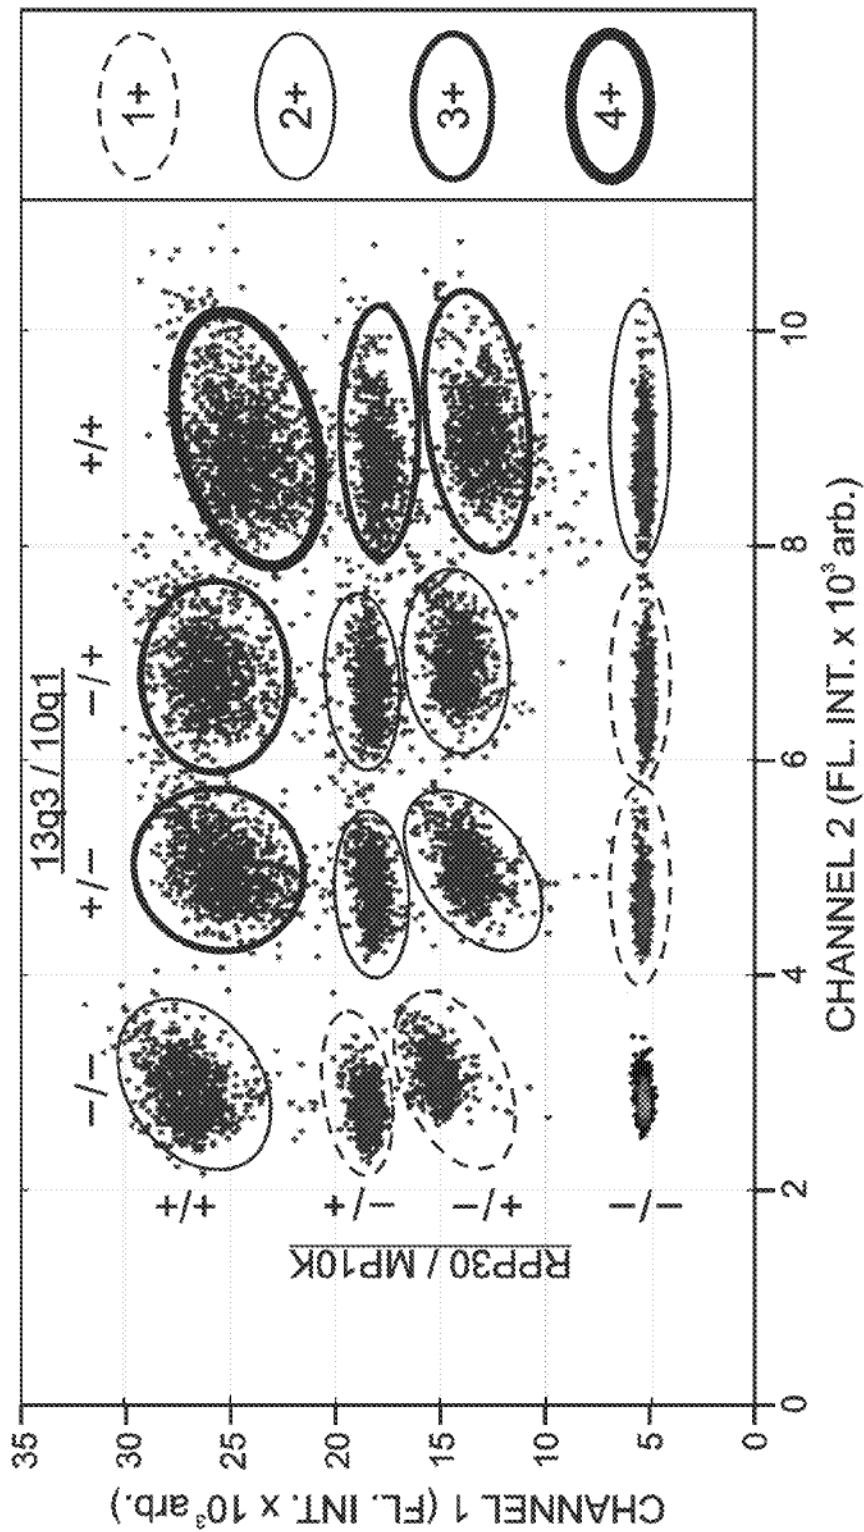 13q3 / 10q1
−/− +/− −/+ +/+
RPP30 / MP10K
+/+
−/+
+/−
−/−
1+
2+
3+
4+
35
30
25
20
15
10
5
0
CHANNEL 1 (FL. INT. x 10³ arb.)
0 2 4 6 8 10
CHANNEL 2 (FL. INT. x 10³ arb.)